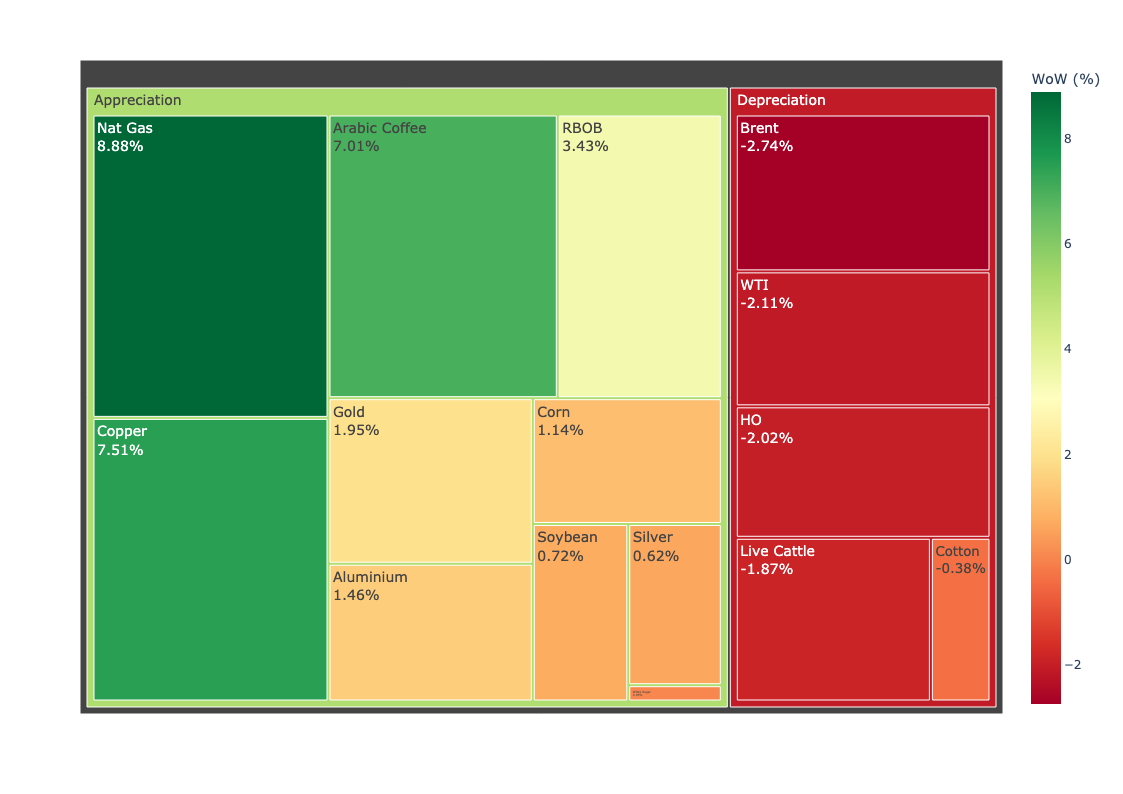 WoW (%)
Appreciation
Depreciation
Nat Gas
8.88%
Arabic Coffee
7.01%
RBOB
3.43%
Brent
-2.74%
WTI
-2.11%
HO
-2.02%
Gold
1.95%
Corn
1.14%
Copper
7.51%
Soybean
0.72%
Silver
0.62%
Aluminium
1.46%
Live Cattle
-1.87%
Cotton
-0.38%
8
6
4
2
0
−2